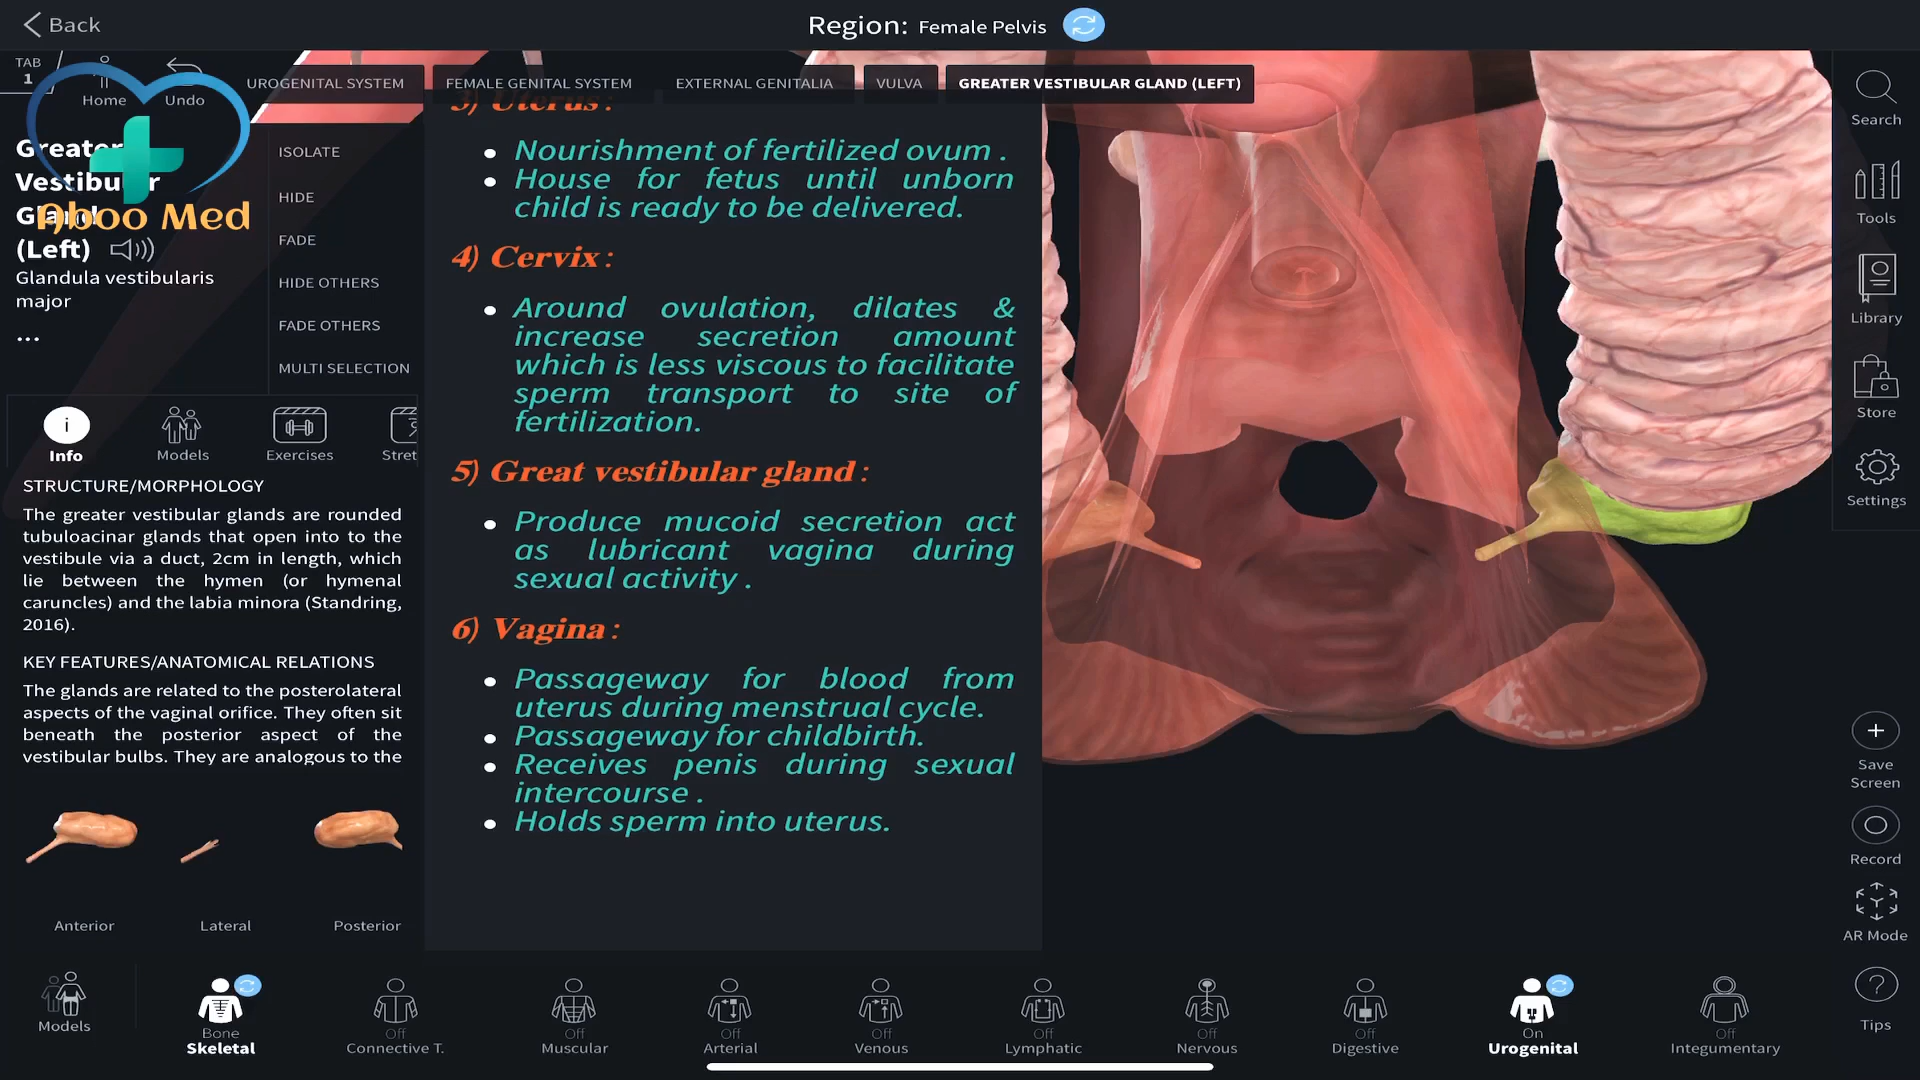 Back
Region: Female Pelvis
TAB
1
Home
Undo
UROGENITAL SYSTEM
FEMALE GENITAL SYSTEM
EXTERNAL GENITALIA
VULVA
GREATER VESTIBULAR GLAND (LEFT)
Greater
Vestibular
Gland
(Left)
Glandula vestibularis
major
...
Aboo Med
ISOLATE
HIDE
FADE
HIDE OTHERS
FADE OTHERS
MULTI SELECTION
Info
Models
Exercises
Stret
STRUCTURE/MORPHOLOGY
The greater vestibular glands are rounded
tubuloacinar glands that open into to the
vestibule via a duct, 2cm in length, which
lie between the hymen (or hymenal
caruncles) and the labia minora (Standring,
2016).
KEY FEATURES/ANATOMICAL RELATIONS
The glands are related to the posterolateral
aspects of the vaginal orifice. They often sit
beneath the posterior aspect of the
vestibular bulbs. They are analogous to the
Anterior
Lateral
Posterior
3) Uterus :
• Nourishment of fertilized ovum .
• House for fetus until unborn
child is ready to be delivered.
4) Cervix :
• Around ovulation, dilates &
increase secretion amount
which is less viscous to facilitate
sperm transport to site of
fertilization.
5) Great vestibular gland :
• Produce mucoid secretion act
as lubricant vagina during
sexual activity .
6) Vagina :
• Passageway for blood from
uterus during menstrual cycle.
• Passageway for childbirth.
• Receives penis during sexual
intercourse .
• Holds sperm into uterus.
Search
Tools
Library
Store
Settings
Save
Screen
Record
AR Mode
Tips
Models
Bone
Skeletal
Off
Connective T.
Off
Muscular
Off
Arterial
Off
Venous
Off
Lymphatic
Off
Nervous
Off
Digestive
On
Urogenital
Off
Integumentary